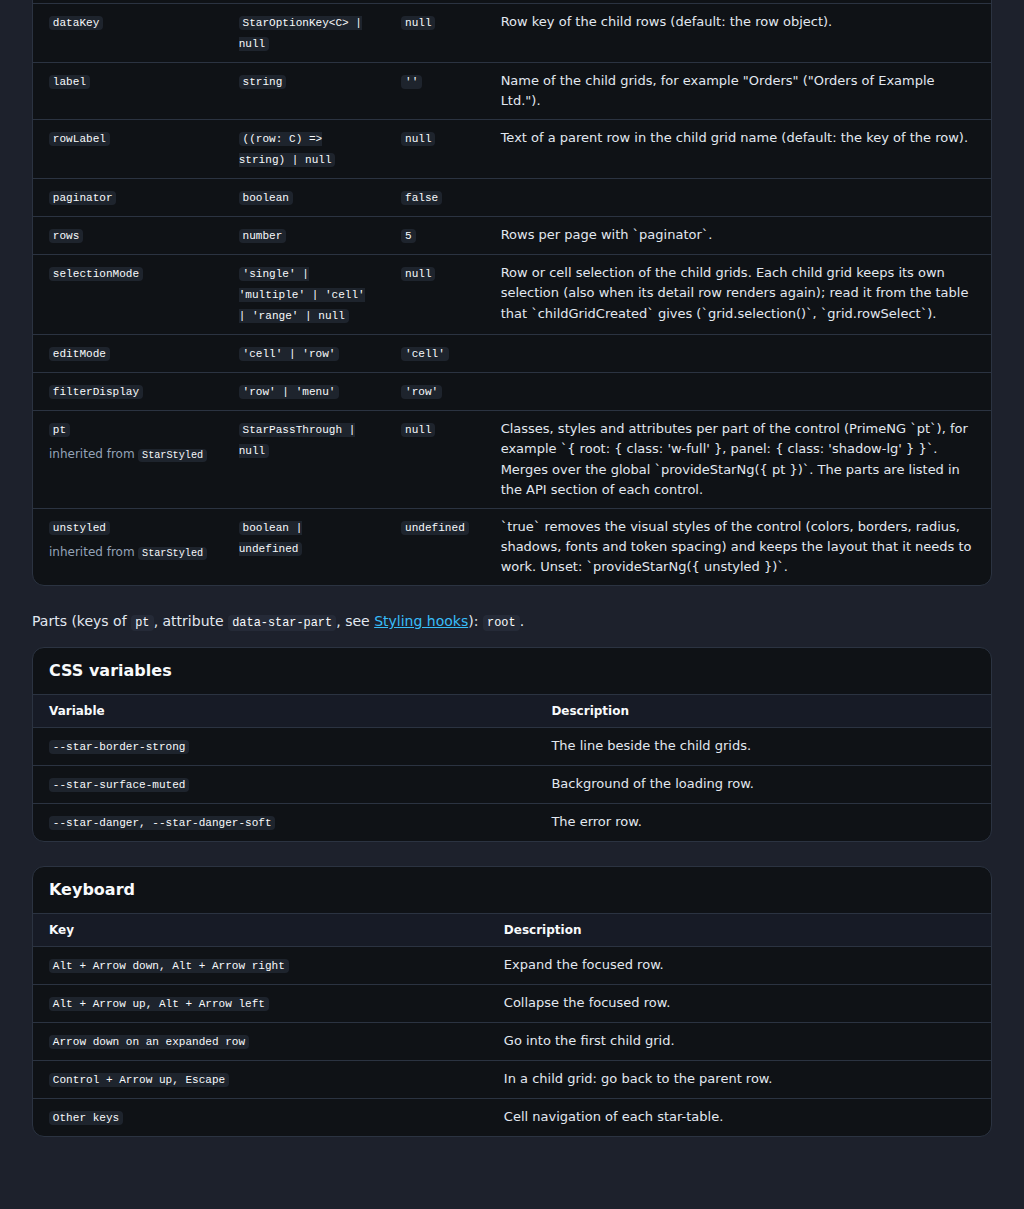 dataKey StarOptionKey<C> | null Row key of the child rows (default: the row object).
null
label string '' Name of the child grids, for example "Orders" ("Orders of Example
Ltd.").
rowLabel ((row: C) => null Text of a parent row in the child grid name (default: the key of the row).
string) | null
paginator boolean false
rows number 5 Rows per page with `paginator`.
selectionMode 'single' | null Row or cell selection of the child grids. Each child grid keeps its own
'multiple' | 'cell' selection (also when its detail row renders again); read it from the table
| 'range' | null that `childGridCreated` gives (`grid.selection()`, `grid.rowSelect`).
editMode 'cell' | 'row' 'cell'
filterDisplay 'row' | 'menu' 'row'
pt StarPassThrough | null Classes, styles and attributes per part of the control (PrimeNG `pt`), for
inherited from StarStyled null example `{ root: { class: 'w-full' }, panel: { class: 'shadow-lg' } }`.
Merges over the global `provideStarNg({ pt })`. The parts are listed in
the API section of each control.
unstyled boolean | undefined `true` removes the visual styles of the control (colors, borders, radius,
inherited from StarStyled undefined shadows, fonts and token spacing) and keeps the layout that it needs to
work. Unset: `provideStarNg({ unstyled })`.
Parts (keys of pt, attribute data-star-part, see Styling hooks): root.
CSS variables
Variable Description
--star-border-strong The line beside the child grids.
--star-surface-muted Background of the loading row.
--star-danger, --star-danger-soft The error row.
Keyboard
Key Description
Alt + Arrow down, Alt + Arrow right Expand the focused row.
Alt + Arrow up, Alt + Arrow left Collapse the focused row.
Arrow down on an expanded row Go into the first child grid.
Control + Arrow up, Escape In a child grid: go back to the parent row.
Other keys Cell navigation of each star-table.